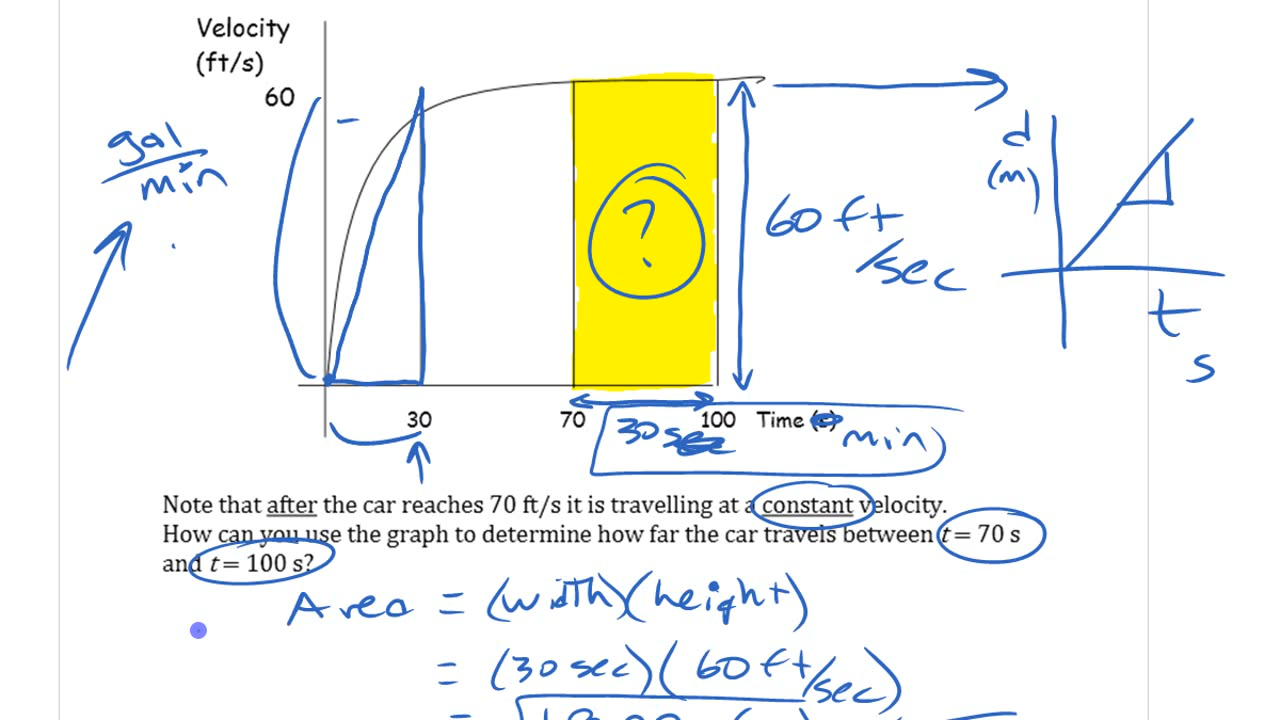 Velocity
(ft/s)
60
gal
min
?
60 ft
/sec
d
(m)
t
s
30 70 100 Time (s) min
30 sec
Note that after the car reaches 70 ft/s it is travelling at a constant velocity.
How can you use the graph to determine how far the car travels between t = 70 s
and t = 100 s?
Area = (width)(height)
= (30 sec)(60 ft/sec)
=